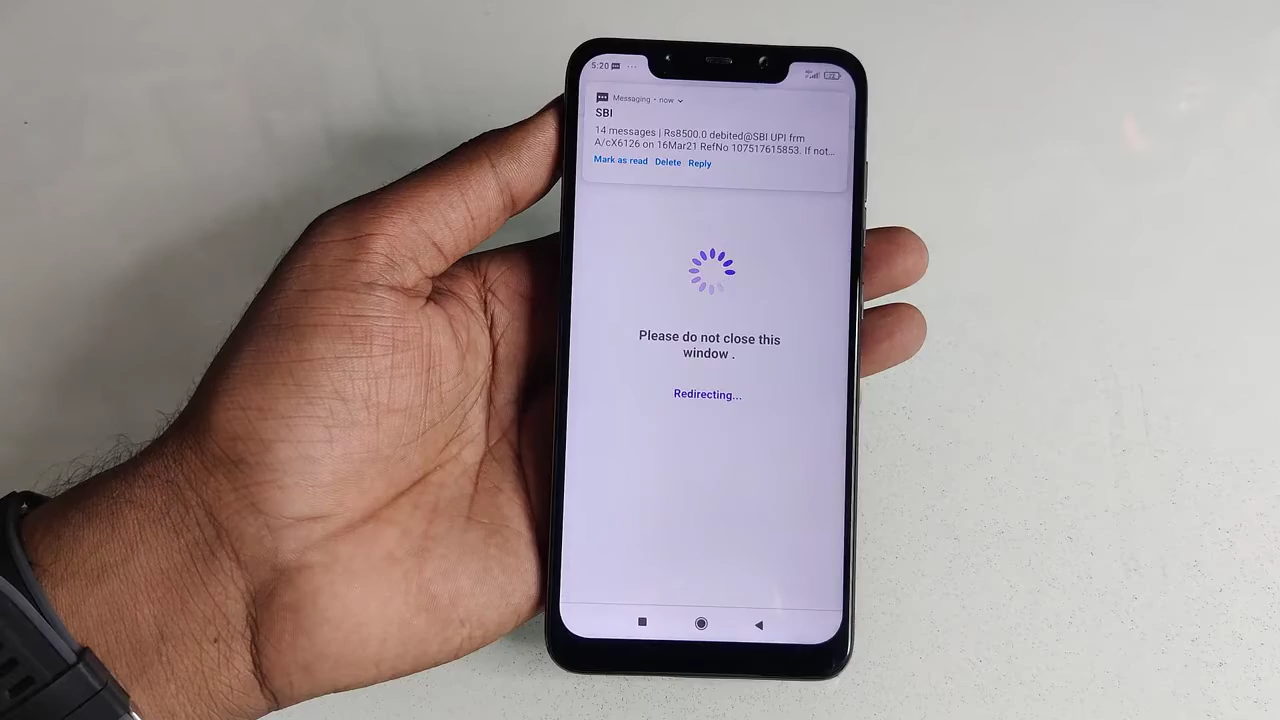 5:20
72
Messaging • now
SBI
14 messages | Rs8500.0 debited@SBI UPI frm
A/cX6126 on 16Mar21 RefNo 107517615853. If not...
Mark as read Delete Reply
Please do not close this
window .
Redirecting...